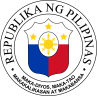 REPUBLIKA NG PILIPINAS
MAKA-DIYOS, MAKA-TAO
MAKAKALIKASAN AT MAKABANSA